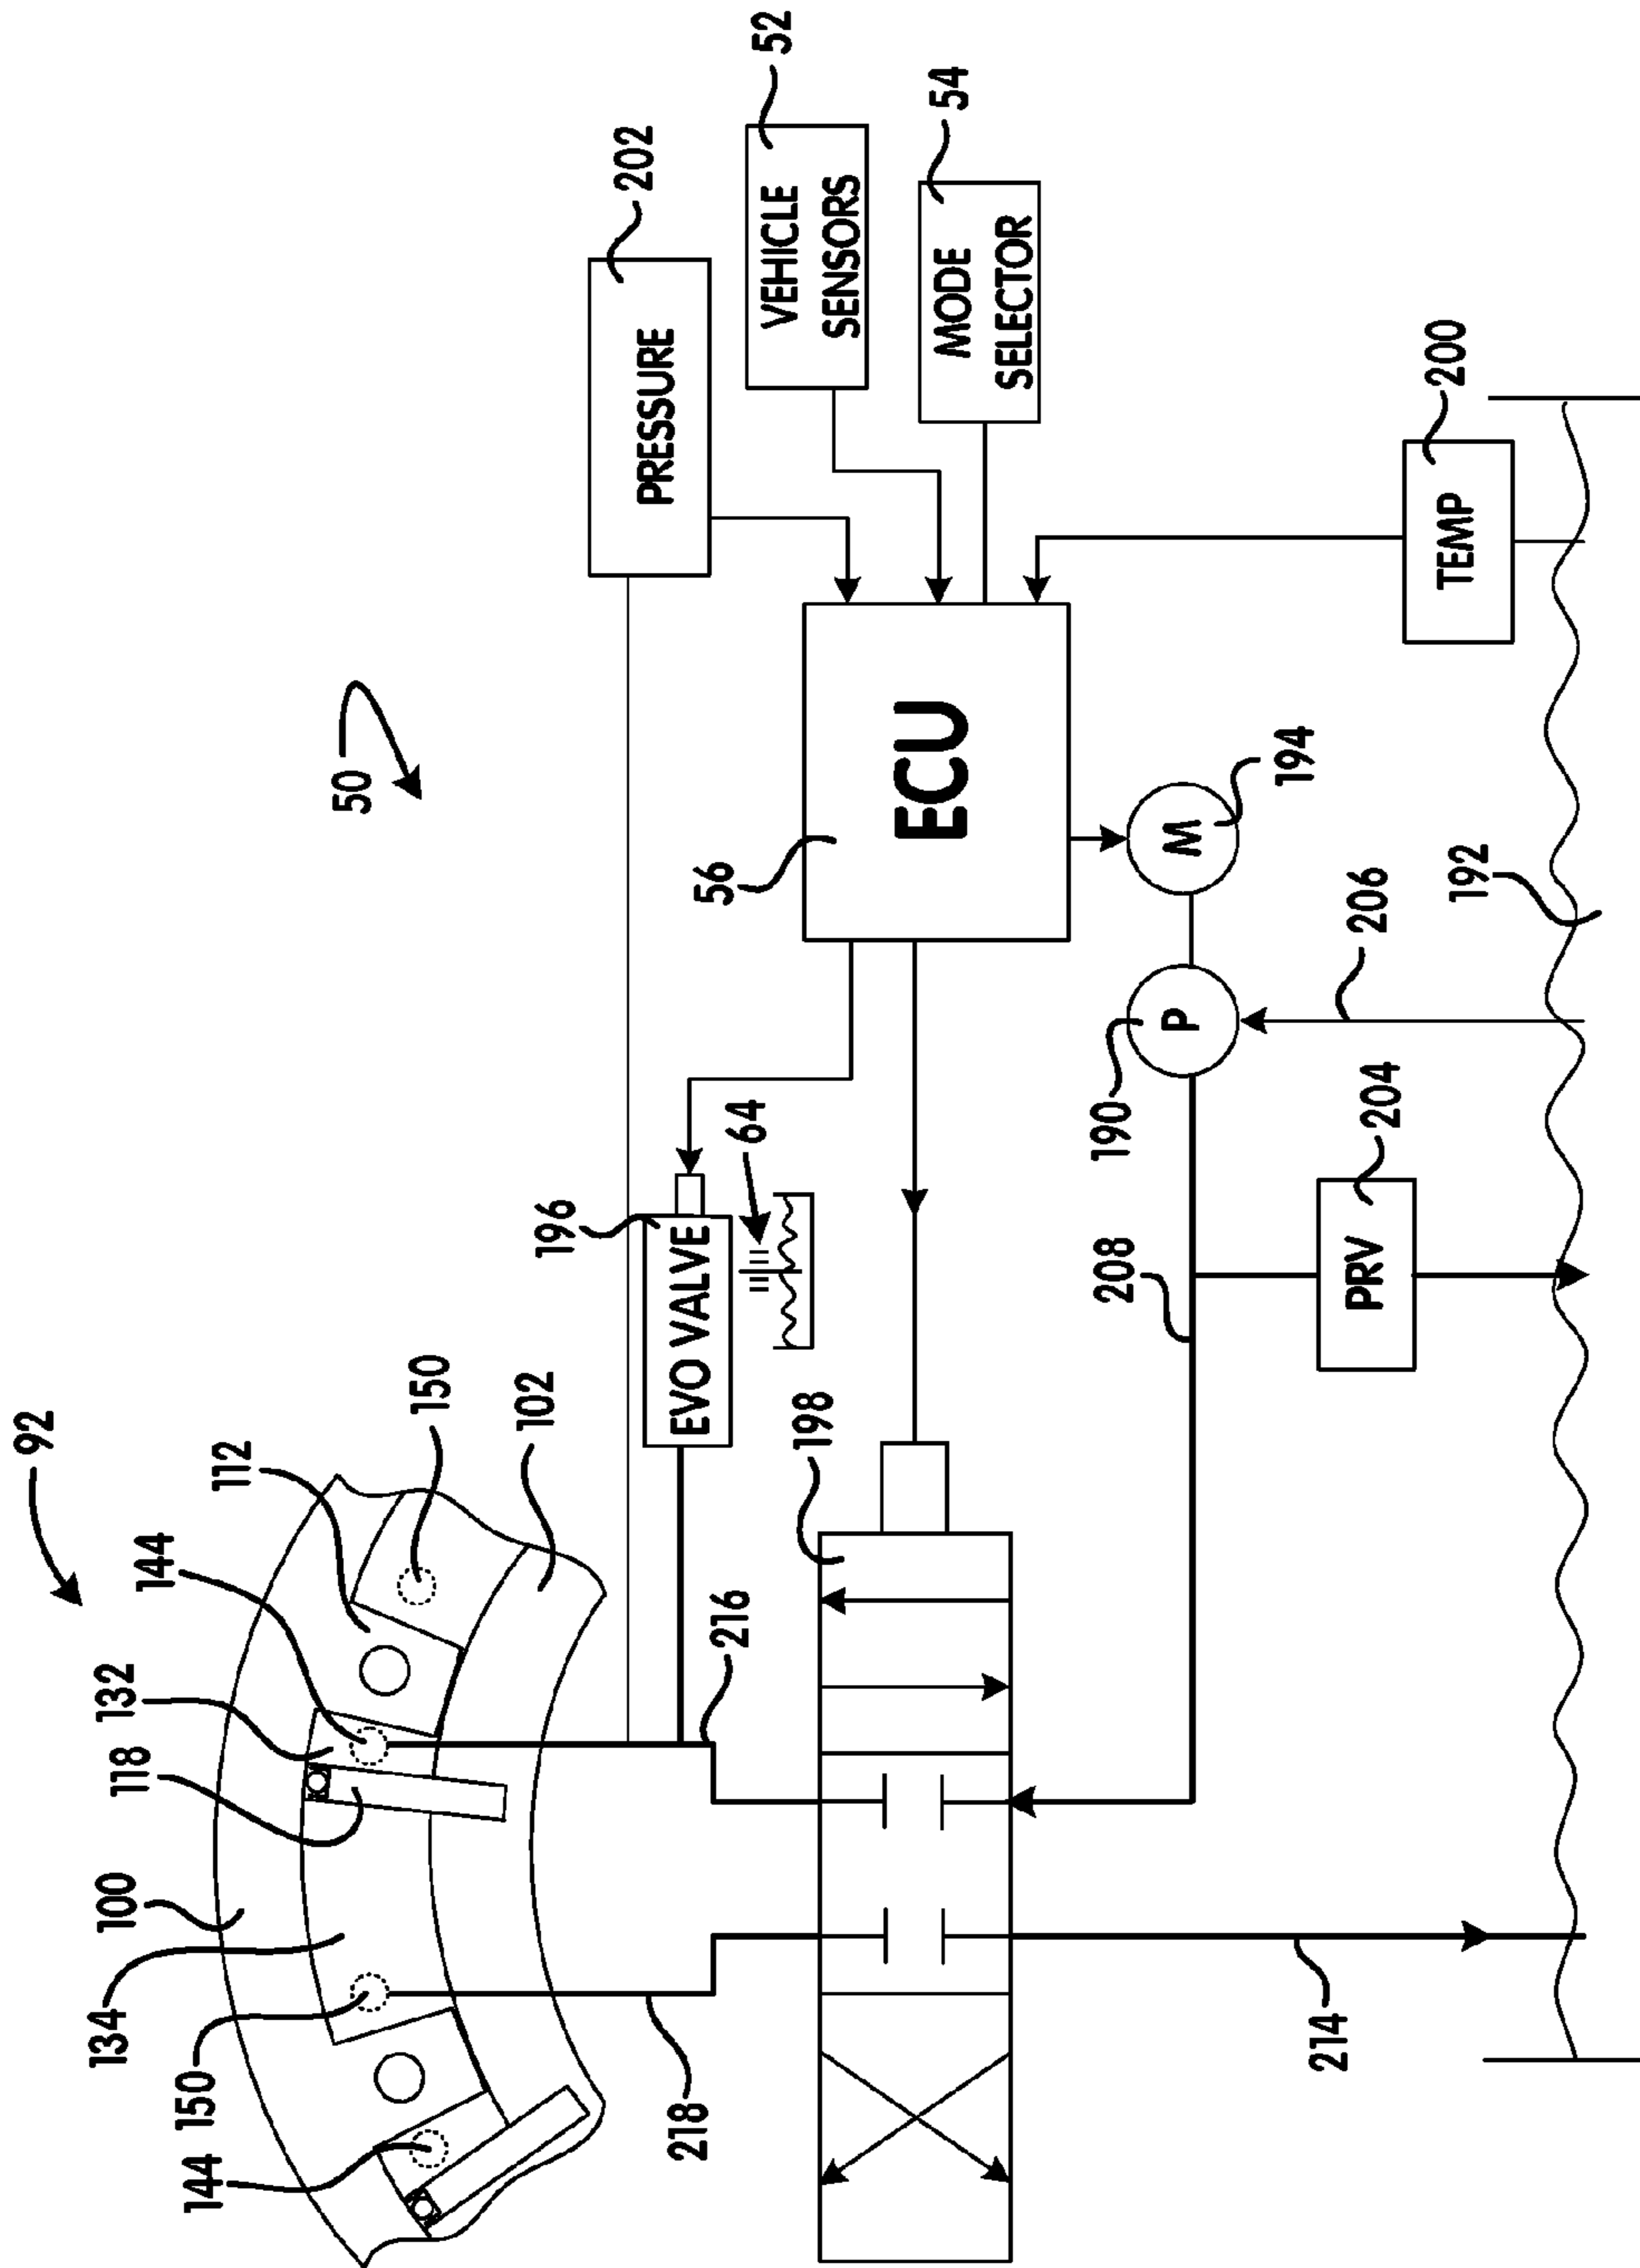 92
134
100
118
132
144
144
150
112
50
150
102
196
202
PRESSURE
218
EVO VALVE
56
216
64
52
VEHICLE
SENSORS
198
ECU
54
MODE
SELECTOR
208
190
P
M
194
214
PRV
204
206
200
TEMP
192